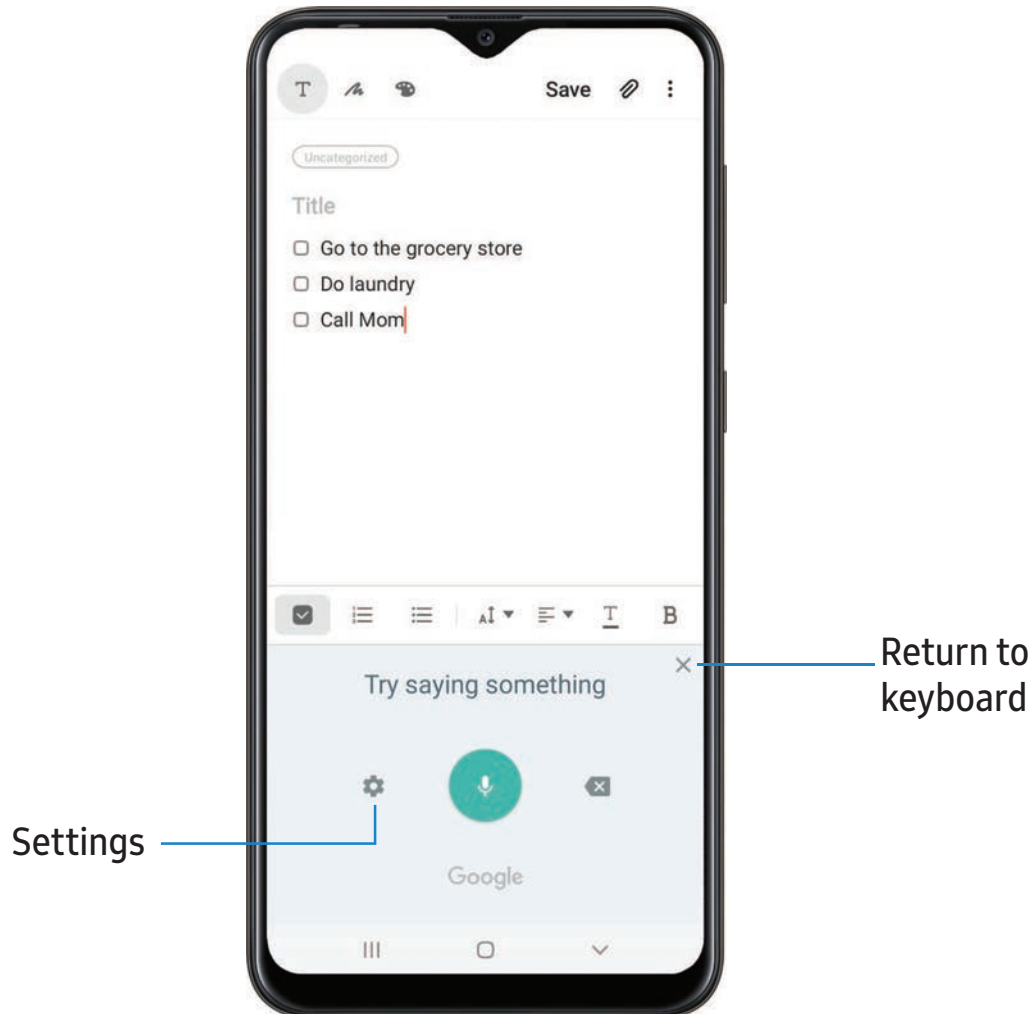 T Save
Uncategorized
Title
Go to the grocery store
Do laundry
Call Mom
A T B
Try saying something
Return to
keyboard
Settings
Google